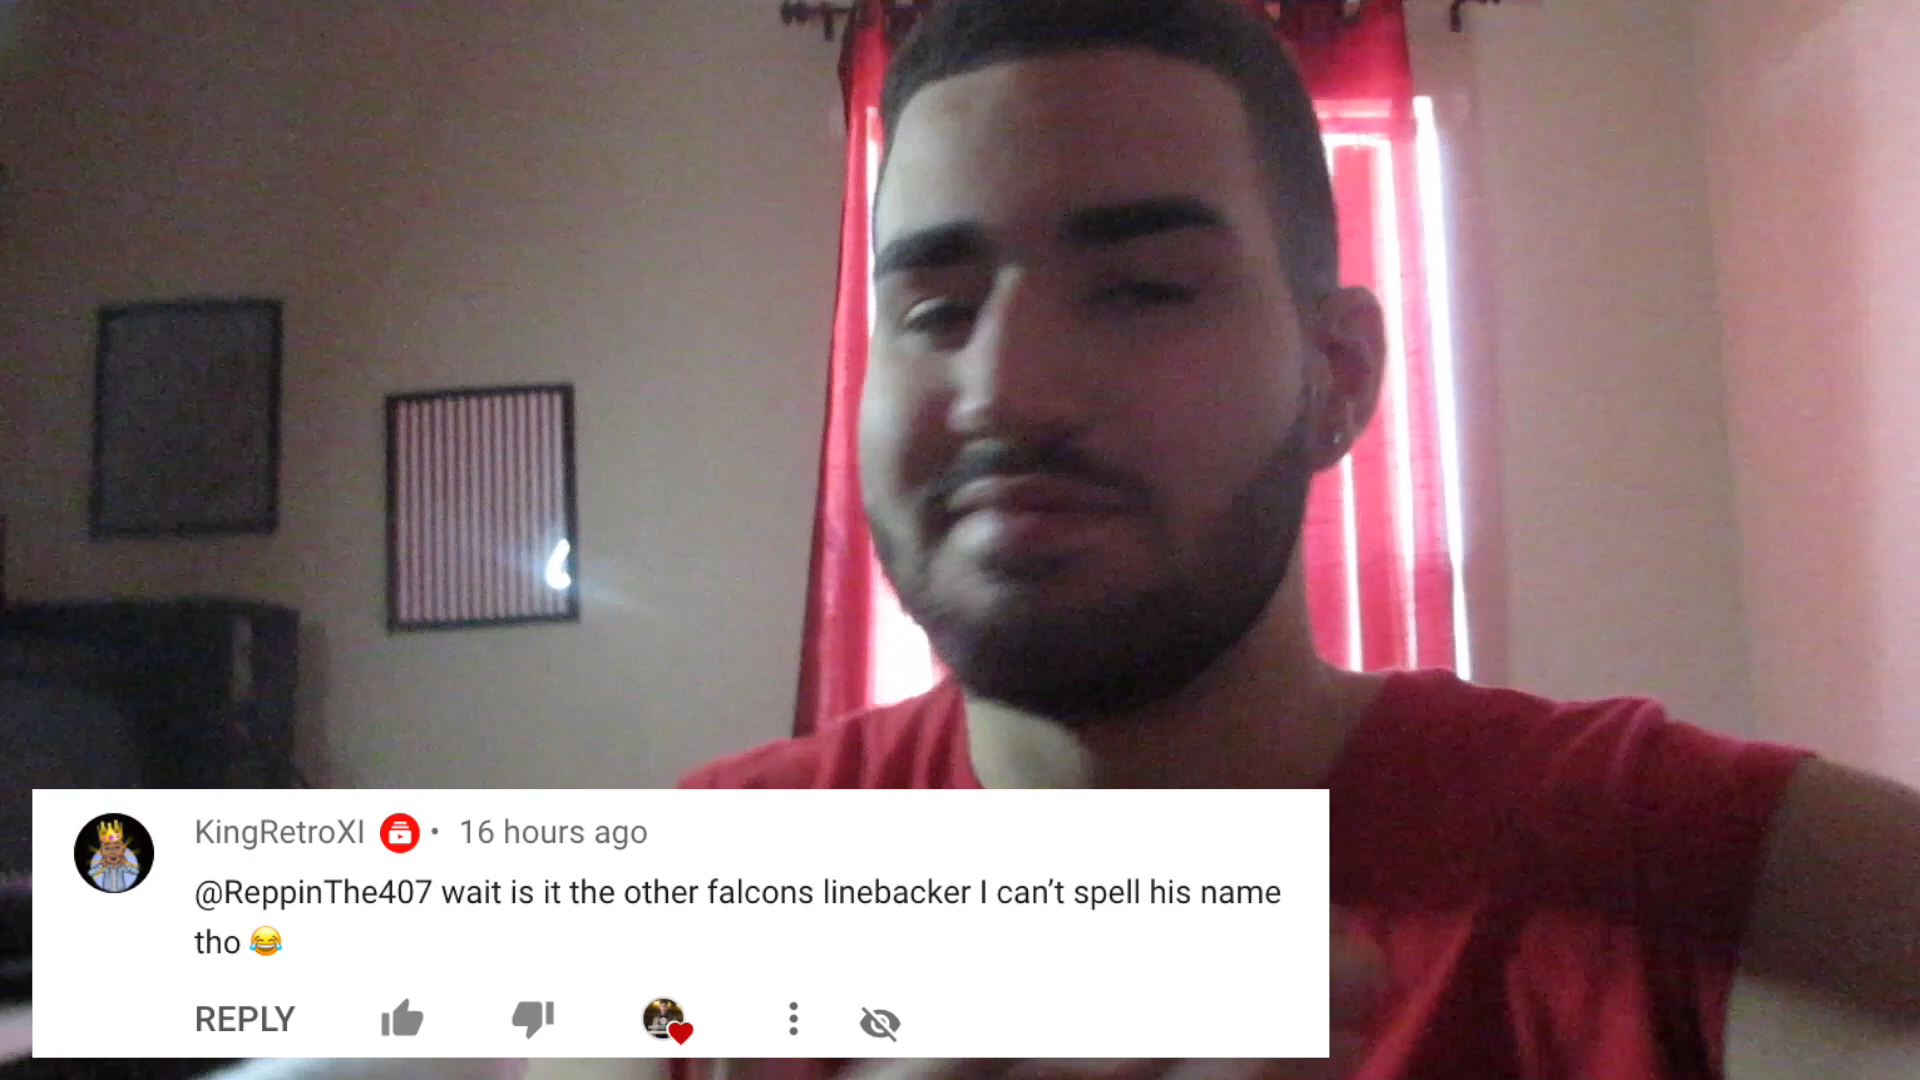 KingRetroXI • 16 hours ago
@ReppinThe407 wait is it the other falcons linebacker I can’t spell his name
tho 😂
REPLY